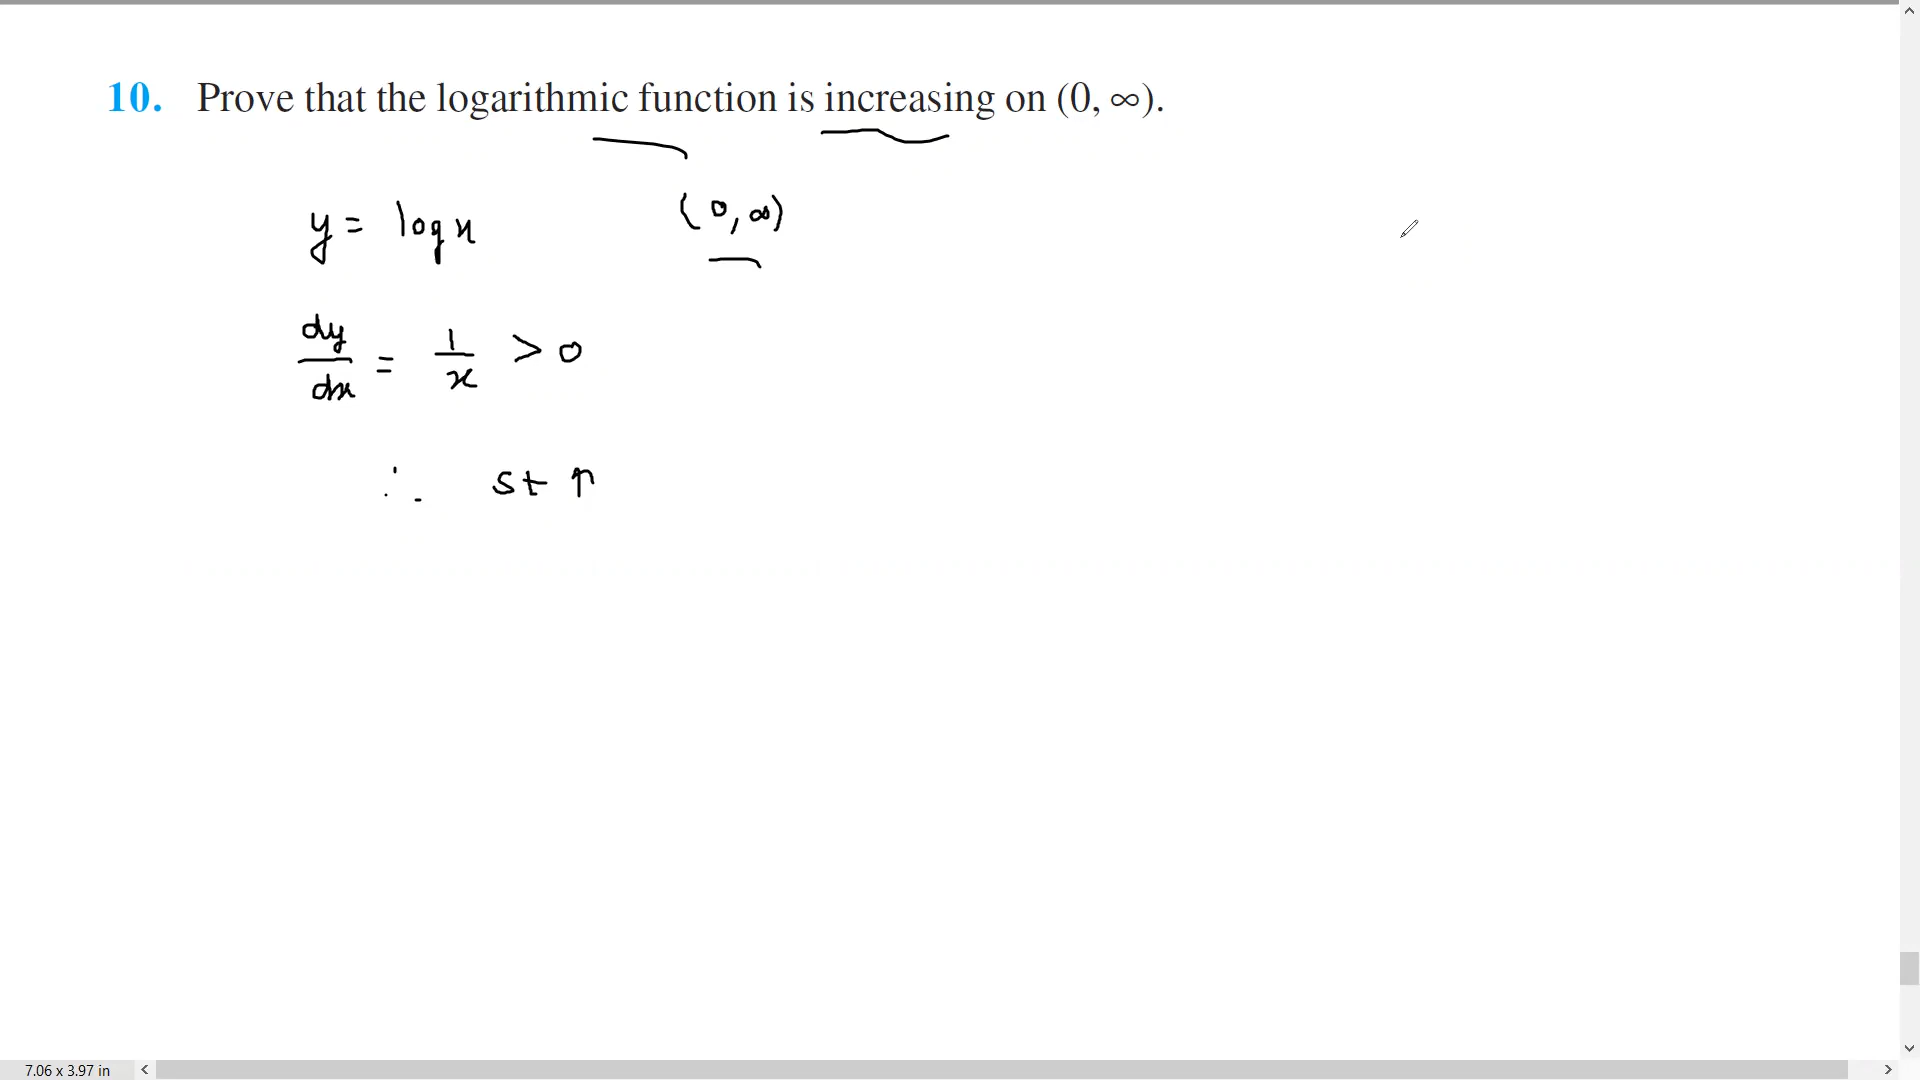 10. Prove that the logarithmic function is increasing on (0, ∞).
y = log x (0, ∞)
dy/dx = 1/x > 0
∴ st ↑
7.06 x 3.97 in